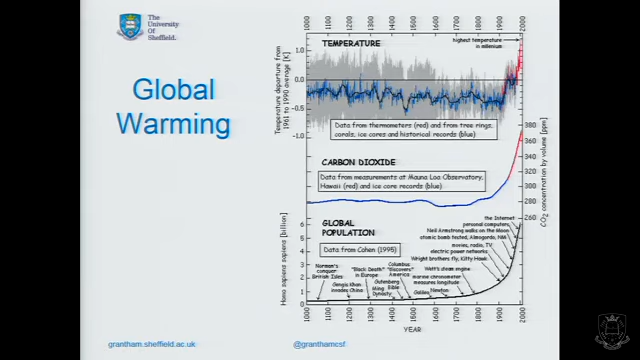 The
University
Of
Sheffield.
Global
Warming
TEMPERATURE
highest temperature
in millenium
Temperature departure from
1961 to 1990 average [K]
0.0
-0.5
-1.0
Data from thermometers (red) and from tree rings,
corals, ice cores and historical records (blue).
CARBON DIOXIDE
Data from measurements at Mauna Loa Observatory,
Hawaii (red) and ice core records (blue)
380
360
340
320
300
280
260
CO2 concentration by volume [ppm]
GLOBAL
POPULATION
Data from Cohen (1995)
Homo sapiens sapiens [billion]
6
5
4
3
2
1
0
The Internet
personal computers
Neil Armstrong walks on the Moon
atomic bomb tested, Almogordo, NM
movies, radio, TV
electric power networks
Wright brothers fly, Kitty Hawk
Watt's steam engine
marine chronometer
measures longitude
Newton
Galileo
Columbus
"discovers"
America
Gutenberg
Bible
Ming
Dynasty
"Black Death"
in Europe
Gengis Khan
invades China
Norman's
conquer
British Isles
1000 1100 1200 1300 1400 1500 1600 1700 1800 1900 2000
YEAR
grantham.sheffield.ac.uk
@granthamcsf